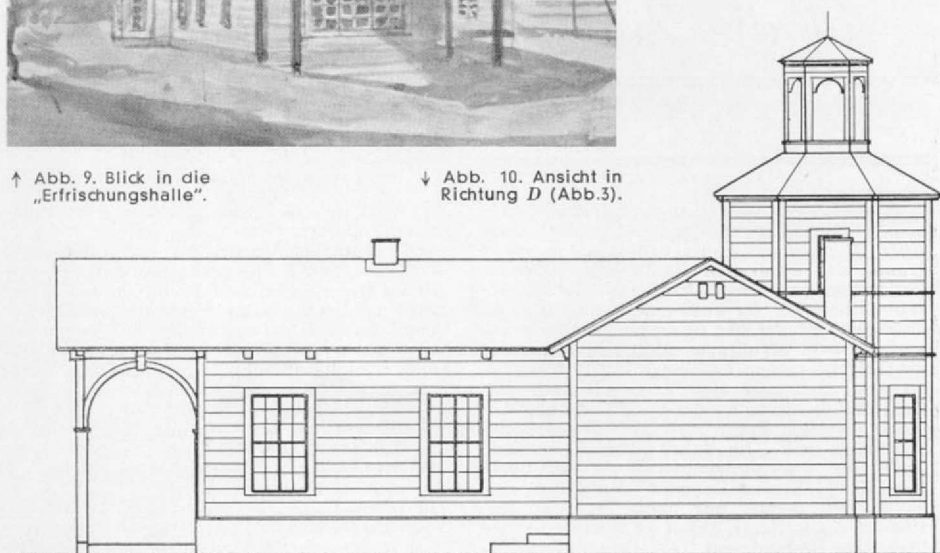 ↑ Abb. 9. Blick in die
„Erfrischungshalle".
↓ Abb. 10. Ansicht in
Richtung D (Abb.3).